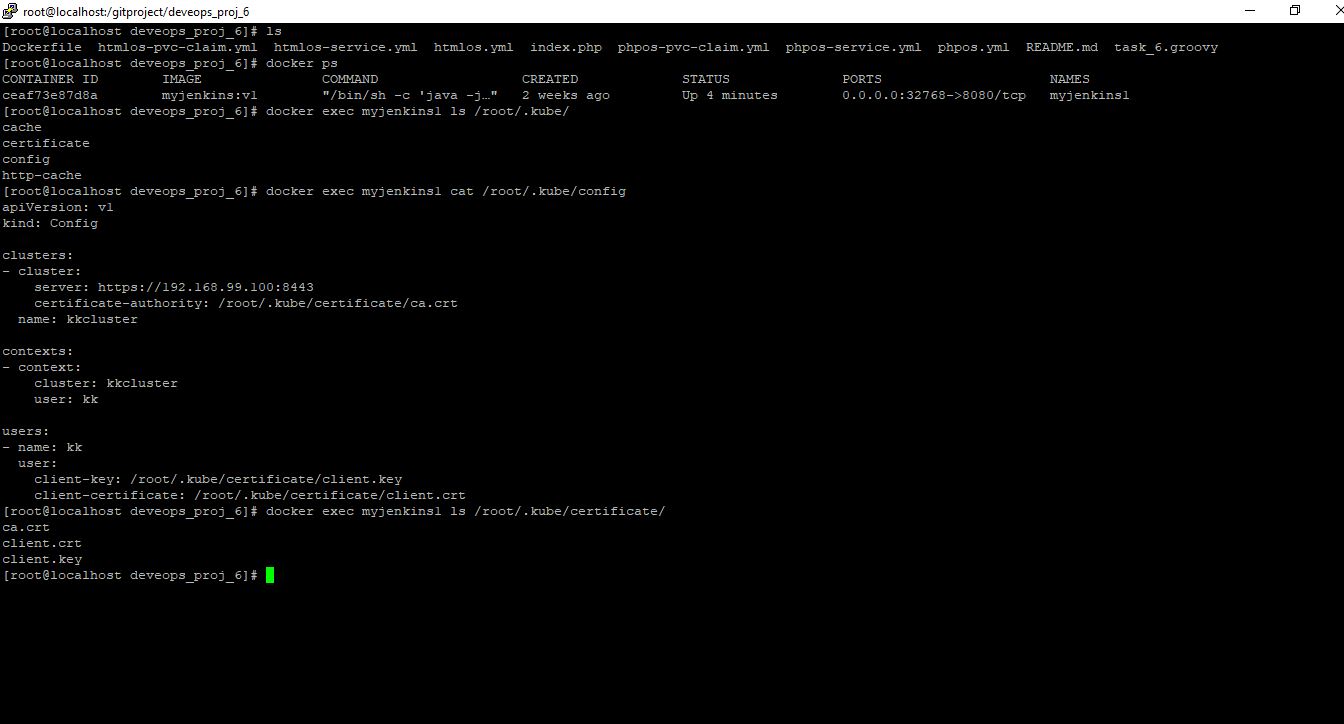 root@localhost:/gitproject/deveops_proj_6
[root@localhost deveops_proj_6]# ls
Dockerfile  htmlos-pvc-claim.yml  htmlos-service.yml  htmlos.yml  index.php  phpos-pvc-claim.yml  phpos-service.yml  phpos.yml  README.md  task_6.groovy
[root@localhost deveops_proj_6]# docker ps
CONTAINER ID        IMAGE               COMMAND                  CREATED             STATUS              PORTS                     NAMES
ceaf73e87d8a        myjenkins:v1        "/bin/sh -c 'java -j…"   2 weeks ago         Up 4 minutes        0.0.0.0:32768->8080/tcp   myjenkins1
[root@localhost deveops_proj_6]# docker exec myjenkins1 ls /root/.kube/
cache
certificate
config
http-cache
[root@localhost deveops_proj_6]# docker exec myjenkins1 cat /root/.kube/config
apiVersion: v1
kind: Config

clusters:
- cluster:
    server: https://192.168.99.100:8443
    certificate-authority: /root/.kube/certificate/ca.crt
  name: kkcluster

contexts:
- context:
    cluster: kkcluster
    user: kk

users:
- name: kk
  user:
    client-key: /root/.kube/certificate/client.key
    client-certificate: /root/.kube/certificate/client.crt
[root@localhost deveops_proj_6]# docker exec myjenkins1 ls /root/.kube/certificate/
ca.crt
client.crt
client.key
[root@localhost deveops_proj_6]#